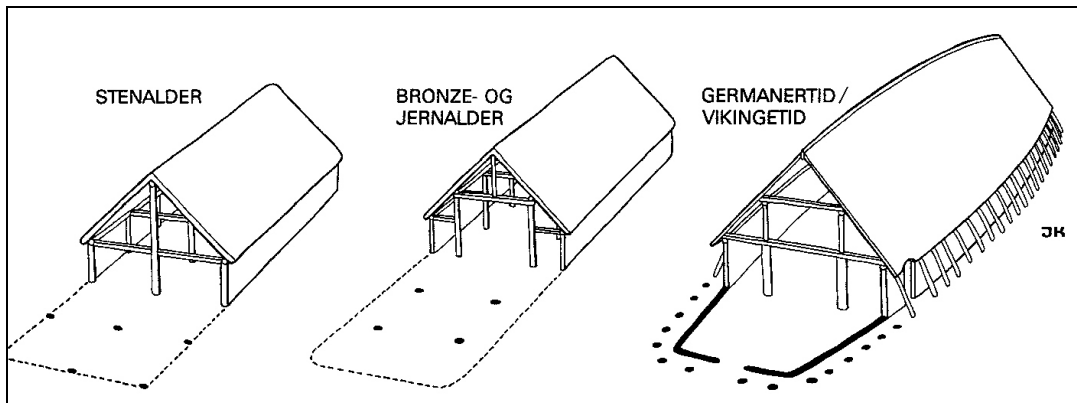 STENALDER
BRONZE- OG
JERNALDER
GERMANERTID/
VIKINGETID
JK